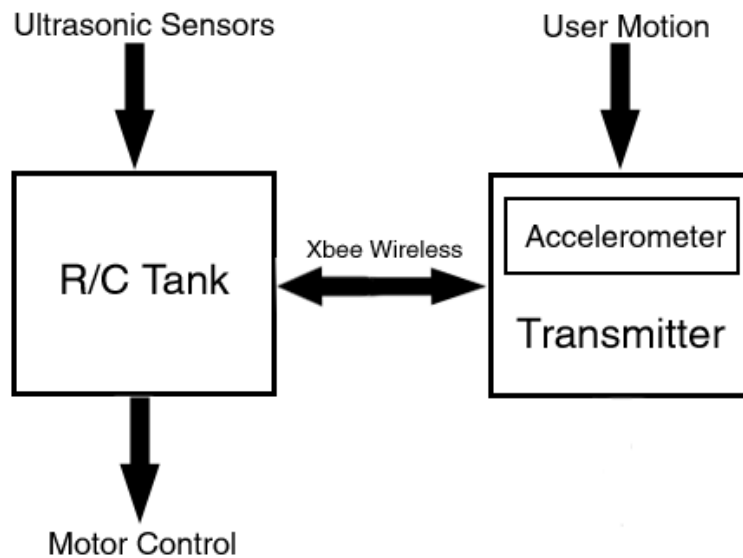 Ultrasonic Sensors
User Motion
R/C Tank
Xbee Wireless
Accelerometer
Transmitter
Motor Control